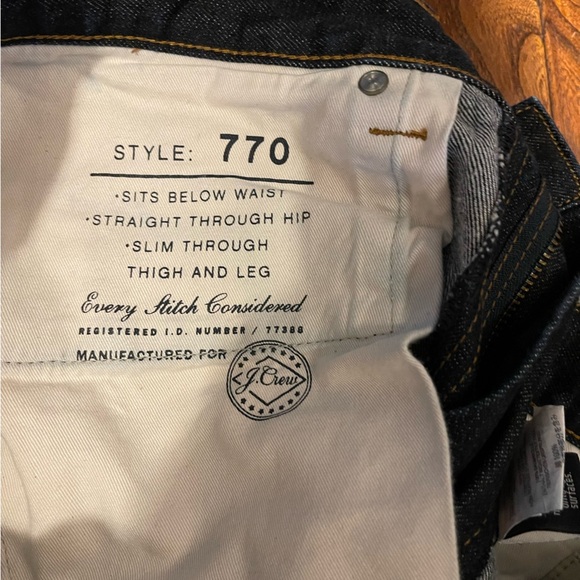 STYLE: 770
•SITS BELOW WAIST
•STRAIGHT THROUGH HIP
•SLIM THROUGH
THIGH AND LEG
Every Stitch Considered
REGISTERED I.D. NUMBER / 77388
MANUFACTURED FOR
J.Crew
surfaces.